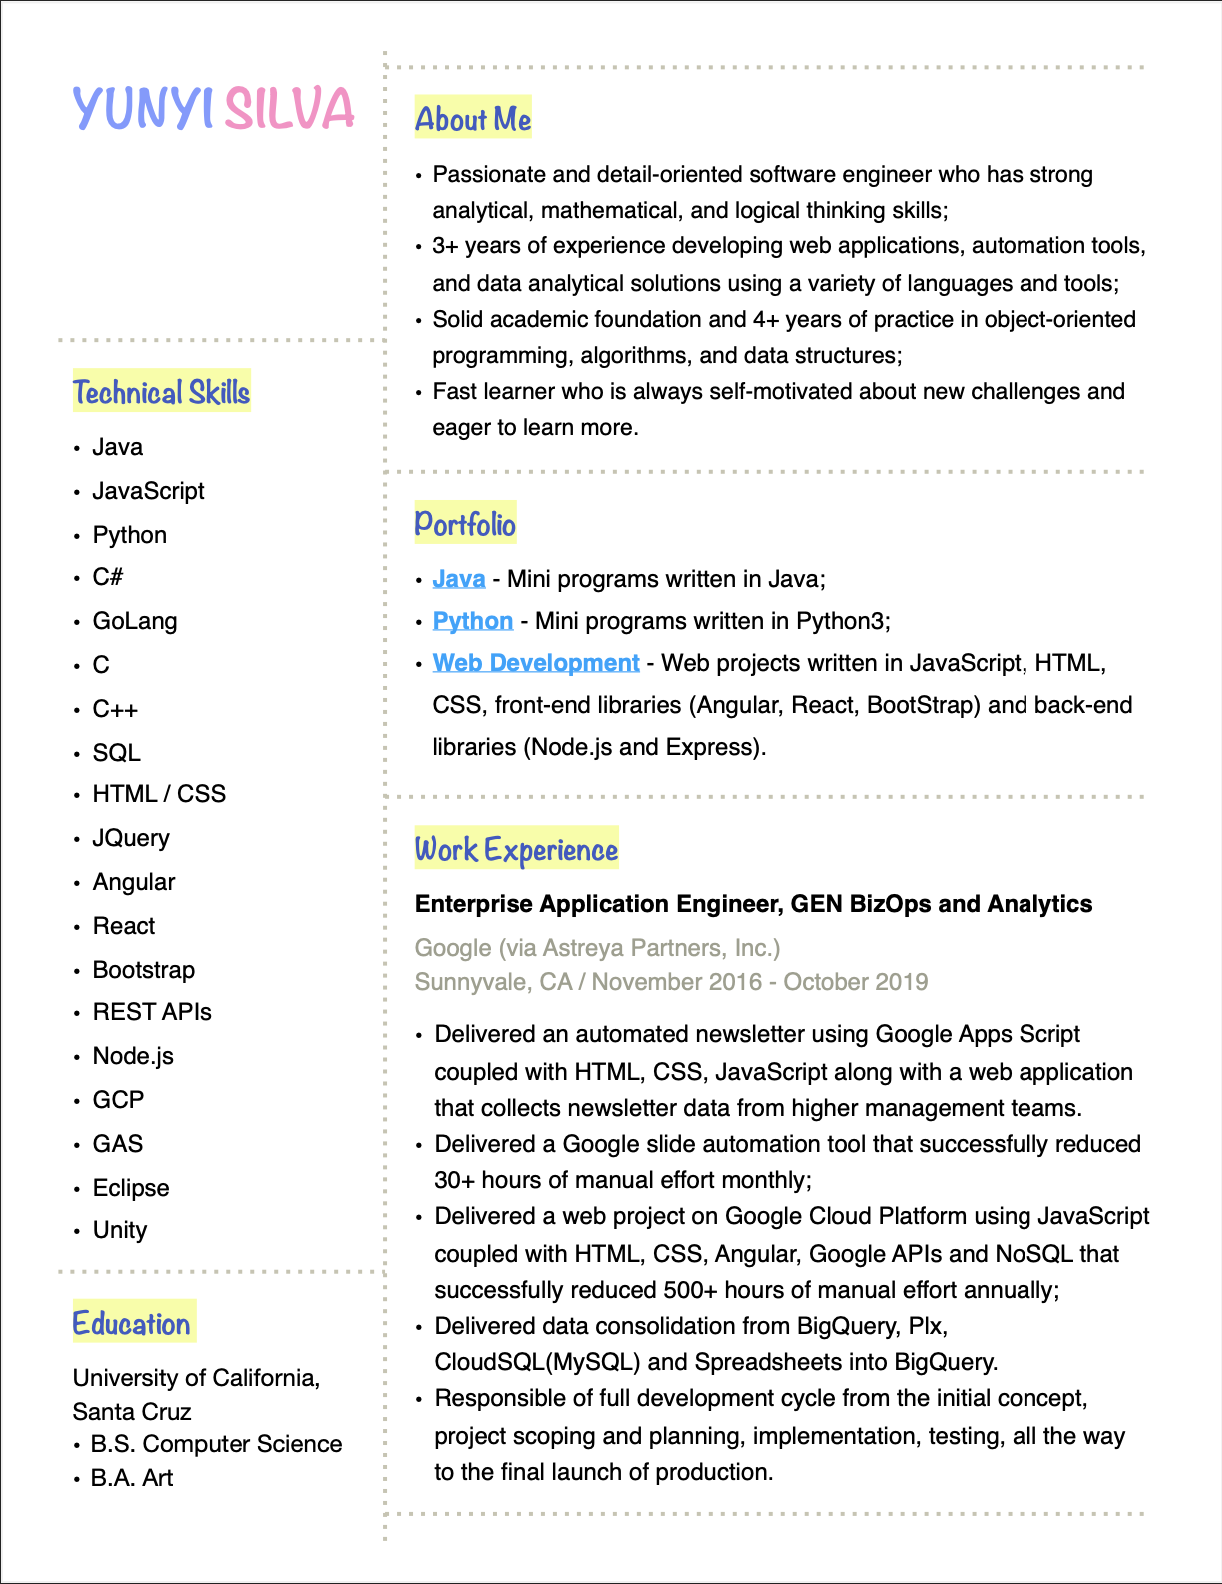 YUNYI SILVA
Technical Skills
• Java
• JavaScript
• Python
• C#
• GoLang
• C
• C++
• SQL
• HTML / CSS
• JQuery
• Angular
• React
• Bootstrap
• REST APIs
• Node.js
• GCP
• GAS
• Eclipse
• Unity
Education
University of California,
Santa Cruz
• B.S. Computer Science
• B.A. Art
About Me
• Passionate and detail-oriented software engineer who has strong
analytical, mathematical, and logical thinking skills;
• 3+ years of experience developing web applications, automation tools,
and data analytical solutions using a variety of languages and tools;
• Solid academic foundation and 4+ years of practice in object-oriented
programming, algorithms, and data structures;
• Fast learner who is always self-motivated about new challenges and
eager to learn more.
Portfolio
• Java - Mini programs written in Java;
• Python - Mini programs written in Python3;
• Web Development - Web projects written in JavaScript, HTML,
CSS, front-end libraries (Angular, React, BootStrap) and back-end
libraries (Node.js and Express).
Work Experience
Enterprise Application Engineer, GEN BizOps and Analytics
Google (via Astreya Partners, Inc.)
Sunnyvale, CA / November 2016 - October 2019
• Delivered an automated newsletter using Google Apps Script
coupled with HTML, CSS, JavaScript along with a web application
that collects newsletter data from higher management teams.
• Delivered a Google slide automation tool that successfully reduced
30+ hours of manual effort monthly;
• Delivered a web project on Google Cloud Platform using JavaScript
coupled with HTML, CSS, Angular, Google APIs and NoSQL that
successfully reduced 500+ hours of manual effort annually;
• Delivered data consolidation from BigQuery, Plx,
CloudSQL(MySQL) and Spreadsheets into BigQuery.
• Responsible of full development cycle from the initial concept,
project scoping and planning, implementation, testing, all the way
to the final launch of production.